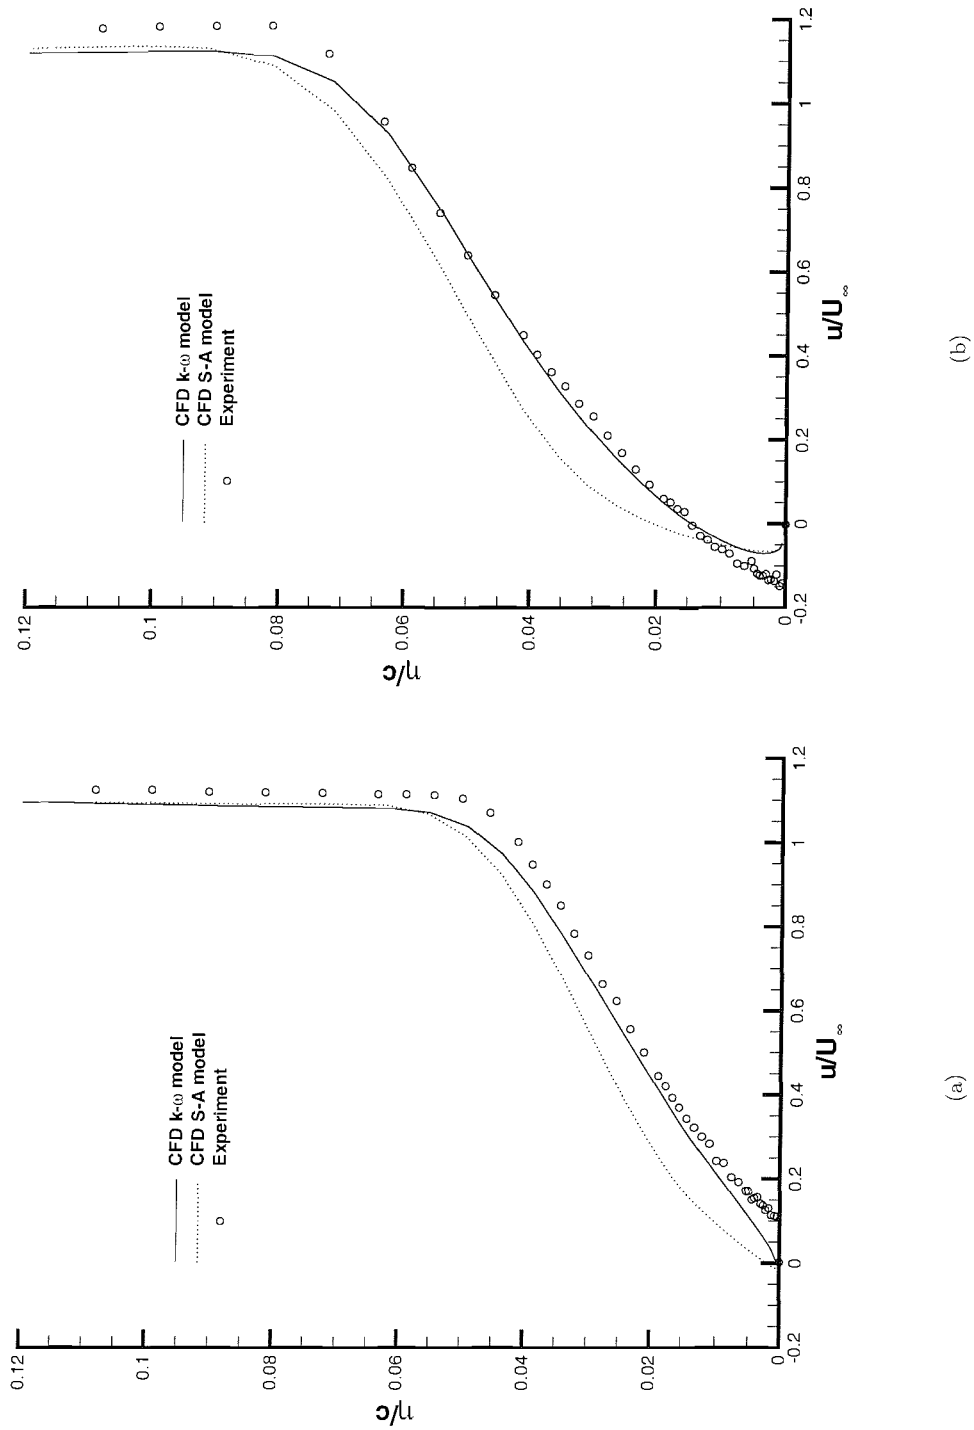 0.12
0.1
0.08
0.06
0.04
0.02
0
η/c
-0.2
0
0.2
0.4
0.6
0.8
1
1.2
u/U∞
CFD k-ω model
CFD S-A model
Experiment
(a)
0.12
0.1
0.08
0.06
0.04
0.02
0
η/c
-0.2
0
0.2
0.4
0.6
0.8
1
1.2
u/U∞
CFD k-ω model
CFD S-A model
Experiment
(b)